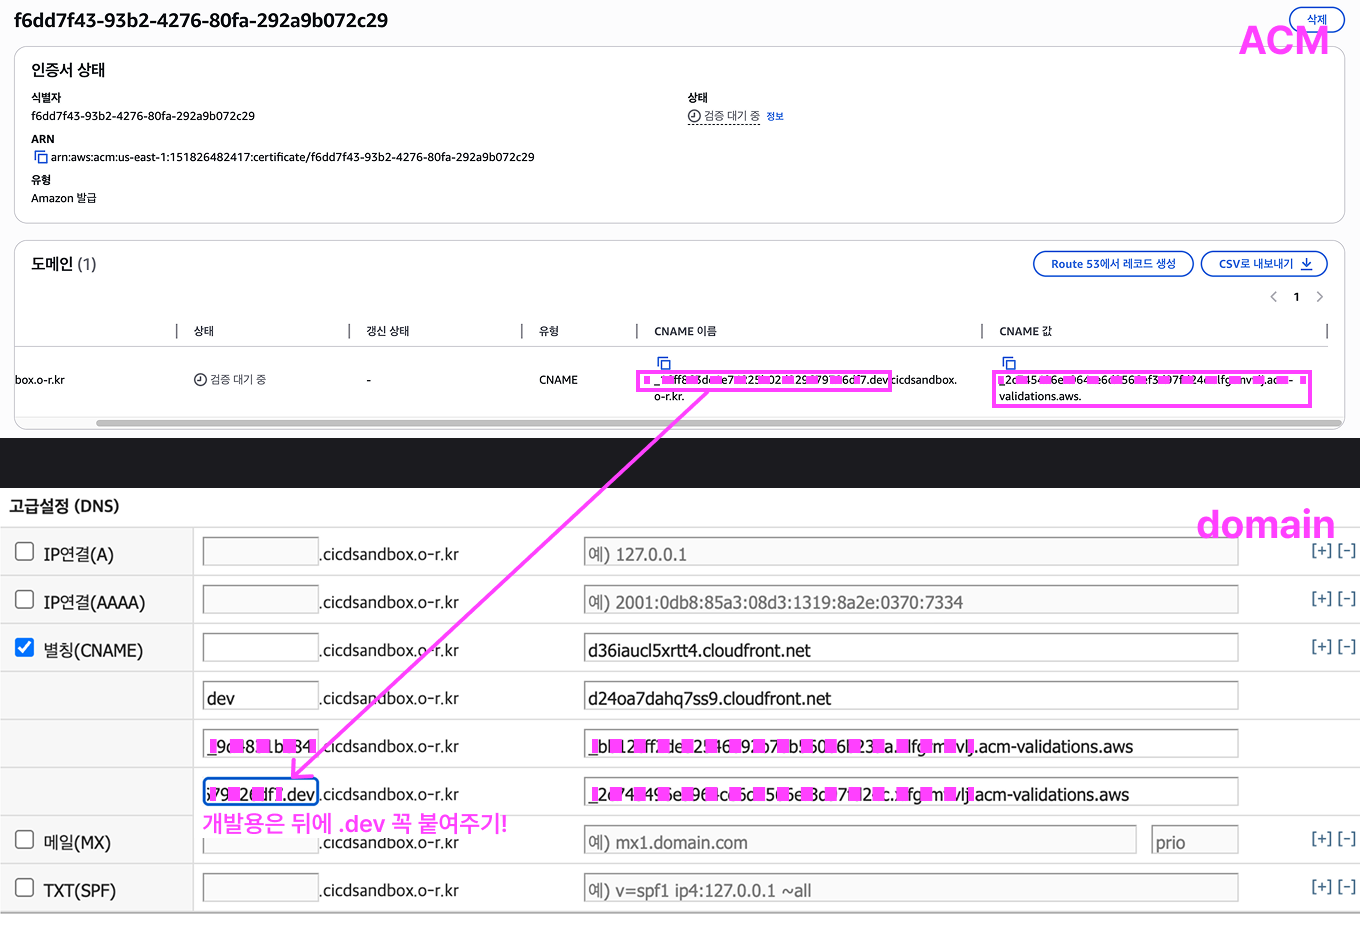 f6dd7f43-93b2-4276-80fa-292a9b072c29
삭제
ACM
인증서 상태
식별자
f6dd7f43-93b2-4276-80fa-292a9b072c29
상태
검증 대기 중 정보
ARN
arn:aws:acm:us-east-1:151826482417:certificate/f6dd7f43-93b2-4276-80fa-292a9b072c29
유형
Amazon 발급
도메인 (1)
Route 53에서 레코드 생성
CSV로 내보내기
1
상태 갱신 상태 유형 CNAME 이름 CNAME 값
box.o-r.kr 검증 대기 중 - CNAME
.dev.cicdsandbox.
o-r.kr.
validations.aws.
고급설정 (DNS)
domain
IP연결(A) .cicdsandbox.o-r.kr 예) 127.0.0.1 [+] [-]
IP연결(AAAA) .cicdsandbox.o-r.kr 예) 2001:0db8:85a3:08d3:1319:8a2e:0370:7334 [+] [-]
별칭(CNAME) .cicdsandbox.o-r.kr d36iaucl5xrtt4.cloudfront.net [+] [-]
dev .cicdsandbox.o-r.kr d24oa7dahq7ss9.cloudfront.net
.cicdsandbox.o-r.kr .acm-validations.aws
.dev .cicdsandbox.o-r.kr acm-validations.aws
개발용은 뒤에 .dev 꼭 붙여주기!
메일(MX) .cicdsandbox.o-r.kr 예) mx1.domain.com prio [+] [-]
TXT(SPF) .cicdsandbox.o-r.kr 예) v=spf1 ip4:127.0.0.1 ~all [+] [-]